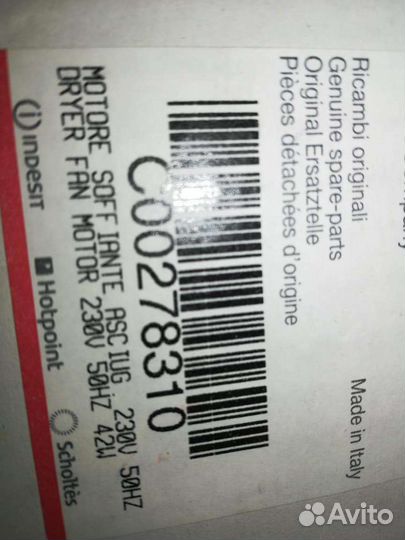 Company
Ricambi originali
Genuine spare-parts
Original Ersatzteile
Pièces détachées d'origine
Made in Italy
C00278310
MOTORE SOFFIANTE ASCIUG 230V 50HZ
DRYER FAN MOTOR 230V 50HZ 42W
INDESIT
Hotpoint
Scholtès
Avito